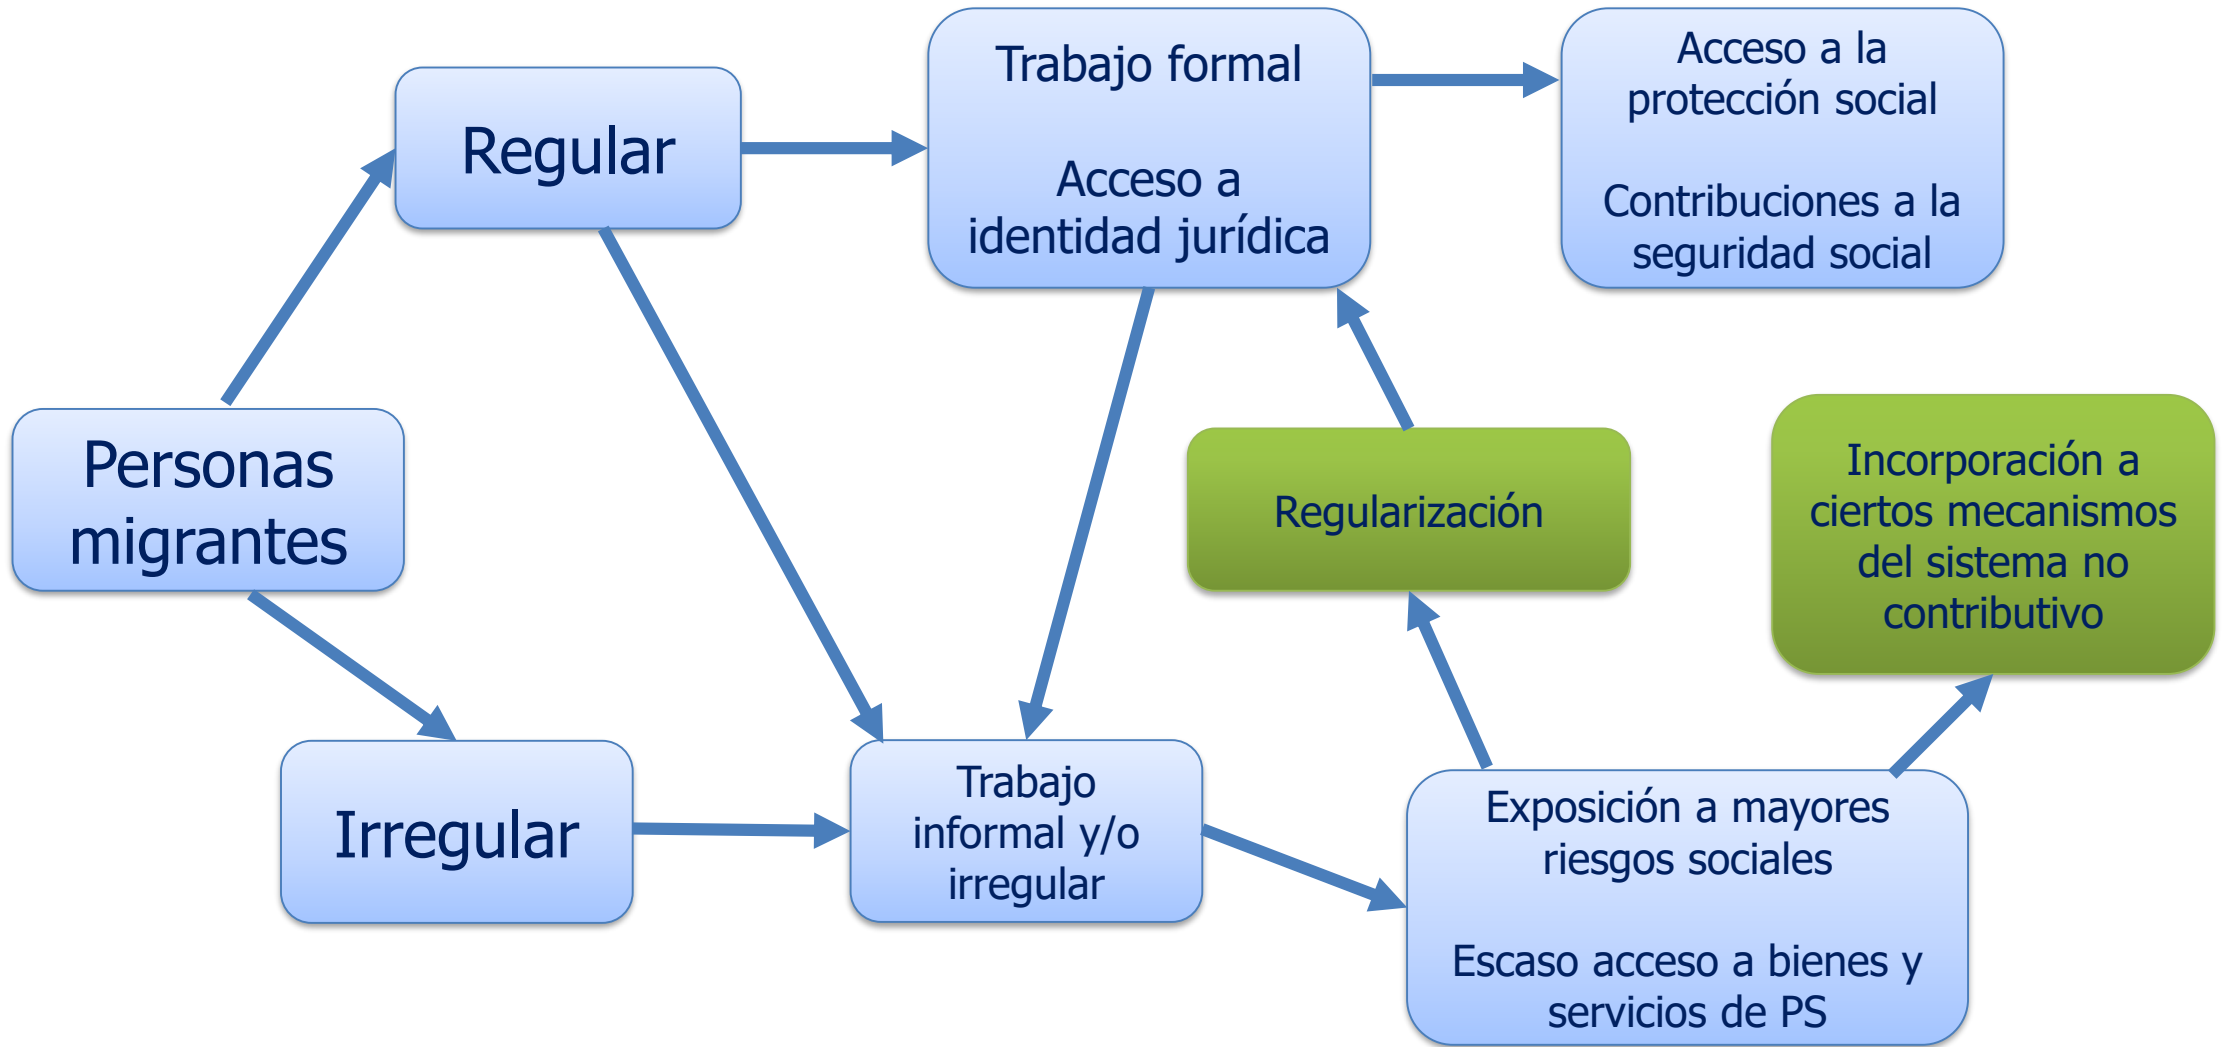 Trabajo formal
Acceso a
identidad jurídica
Acceso a la
protección social
Contribuciones a la
seguridad social
Regular
Personas
migrantes
Regularización
Incorporación a
ciertos mecanismos
del sistema no
contributivo
Irregular
Trabajo
informal y/o
irregular
Exposición a mayores
riesgos sociales
Escaso acceso a bienes y
servicios de PS